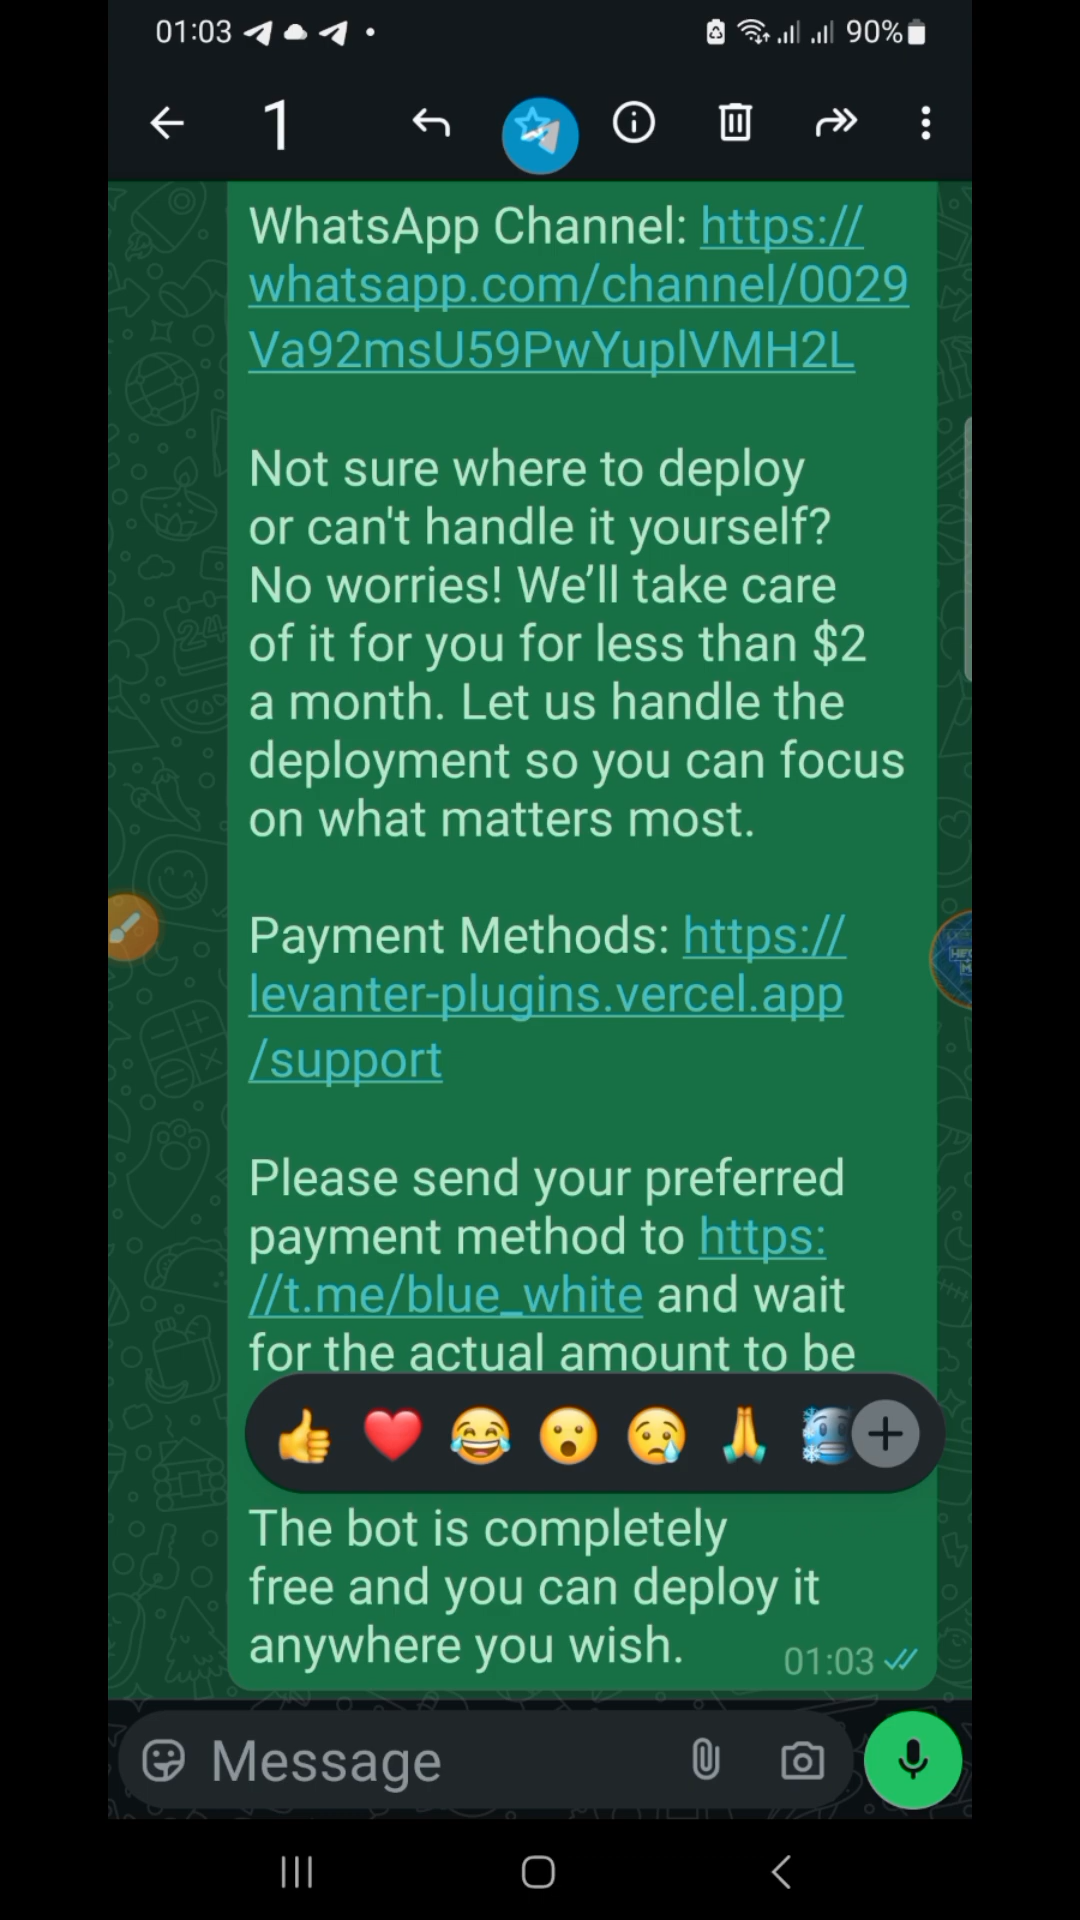 01:03
90%
1
WhatsApp Channel: https://
whatsapp.com/channel/0029
Va92msU59PwYuplVMH2L
Not sure where to deploy
or can't handle it yourself?
No worries! We’ll take care
of it for you for less than $2
a month. Let us handle the
deployment so you can focus
on what matters most.
Payment Methods: https://
levanter-plugins.vercel.app
/support
Please send your preferred
payment method to https:
//t.me/blue_white and wait
for the actual amount to be
The bot is completely
free and you can deploy it
anywhere you wish.
01:03
Message